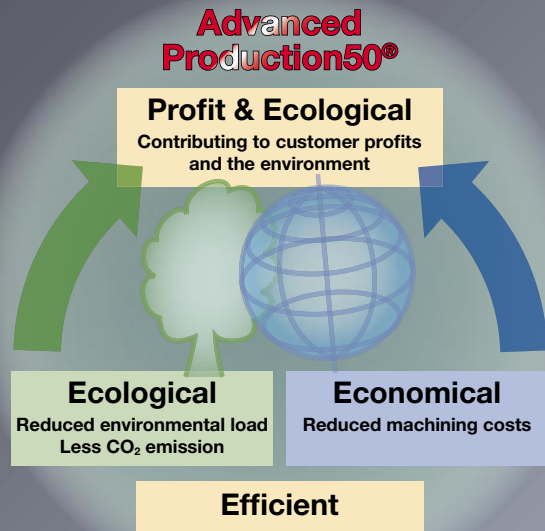 Advanced
Production50®
Profit & Ecological
Contributing to customer profits
and the environment
Ecological
Reduced environmental load
Less CO₂ emission
Economical
Reduced machining costs
Efficient